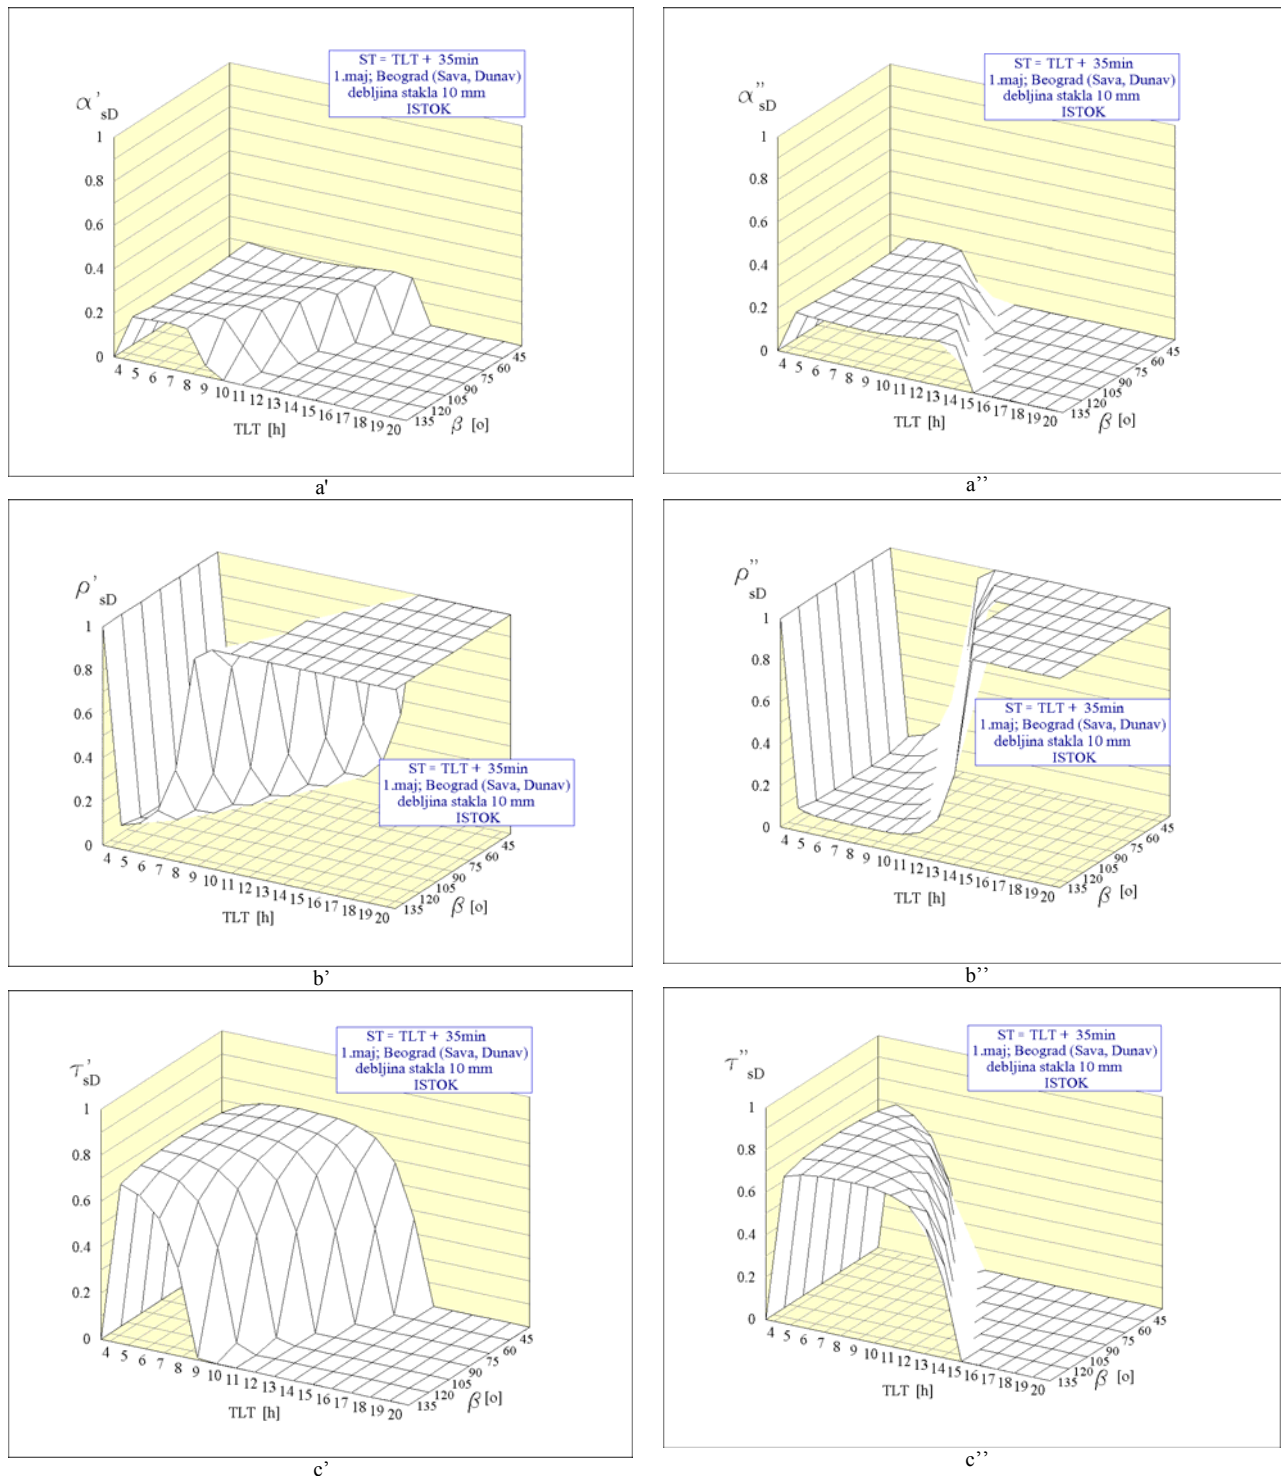 ST = TLT + 35min
1.maj; Beograd (Sava, Dunav)
debljina stakla 10 mm
ISTOK
α'sD
1
0.8
0.6
0.4
0.2
0
4 5 6 7 8 9 10 11 12 13 14 15 16 17 18 19 20
TLT [h]
135 120 105 90 75 60 45
β [o]
a'
ST = TLT + 35min
1.maj; Beograd (Sava, Dunav)
debljina stakla 10 mm
ISTOK
α''sD
1
0.8
0.6
0.4
0.2
0
4 5 6 7 8 9 10 11 12 13 14 15 16 17 18 19 20
TLT [h]
135 120 105 90 75 60 45
β [o]
a’’
ρ'sD
1
0.8
0.6
0.4
0.2
0
ST = TLT + 35min
1.maj; Beograd (Sava, Dunav)
debljina stakla 10 mm
ISTOK
4 5 6 7 8 9 10 11 12 13 14 15 16 17 18 19 20
TLT [h]
135 120 105 90 75 60 45
β [o]
b’
ρ''sD
1
0.8
0.6
0.4
0.2
0
ST = TLT + 35min
1.maj; Beograd (Sava, Dunav)
debljina stakla 10 mm
ISTOK
4 5 6 7 8 9 10 11 12 13 14 15 16 17 18 19 20
TLT [h]
135 120 105 90 75 60 45
β [o]
b’’
ST = TLT + 35min
1.maj; Beograd (Sava, Dunav)
debljina stakla 10 mm
ISTOK
τ'sD
1
0.8
0.6
0.4
0.2
0
4 5 6 7 8 9 10 11 12 13 14 15 16 17 18 19 20
TLT [h]
135 120 105 90 75 60 45
β [o]
c’
ST = TLT + 35min
1.maj; Beograd (Sava, Dunav)
debljina stakla 10 mm
ISTOK
τ''sD
1
0.8
0.6
0.4
0.2
0
4 5 6 7 8 9 10 11 12 13 14 15 16 17 18 19 20
TLT [h]
135 120 105 90 75 60 45
β [o]
c’’